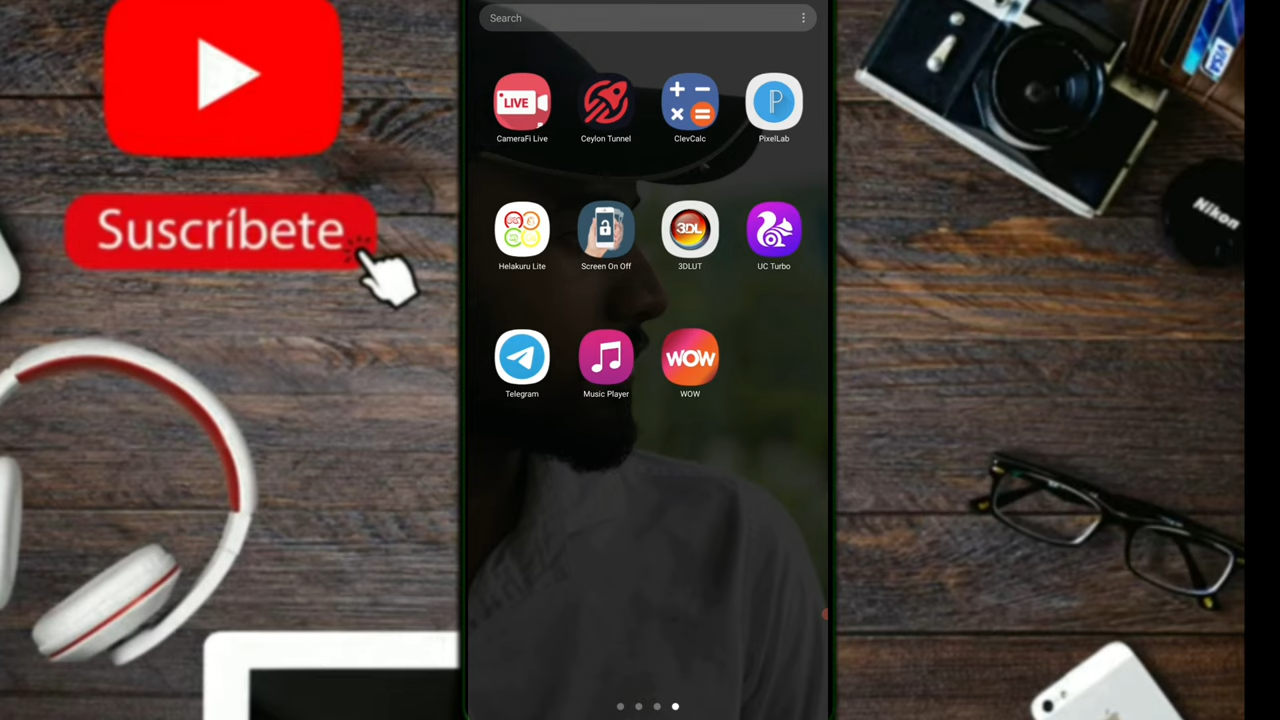 Search
LIVE
CameraFi Live
Ceylon Tunnel
ClevCalc
P
PixelLab
Suscríbete
Helakuru Lite
Screen On Off
3DL
3DLUT
UC Turbo
Telegram
Music Player
WOW
WOW
VISA
Nikon